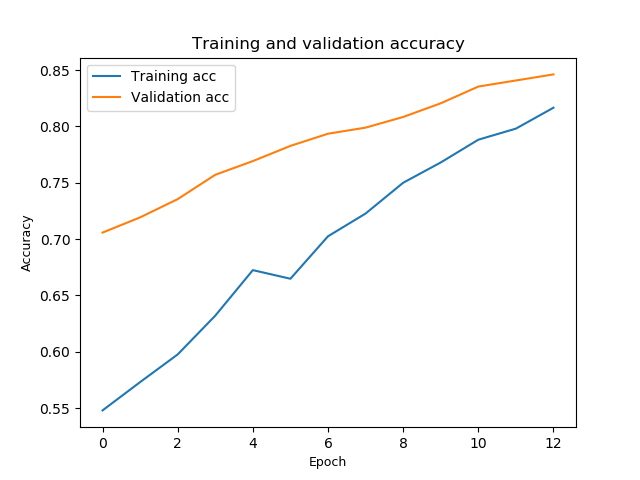 Training and validation accuracy
Training acc
Validation acc
0.85
0.80
0.75
0.70
0.65
0.60
0.55
Accuracy
0 2 4 6 8 10 12
Epoch